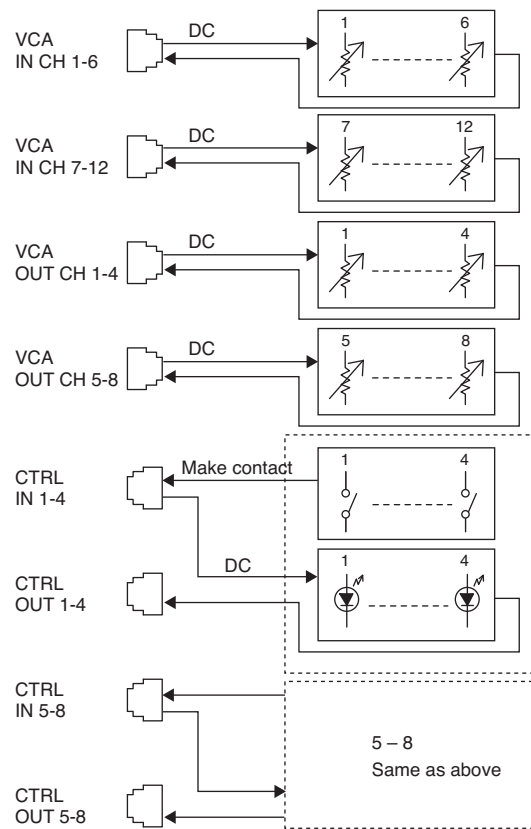 VCA
IN CH 1-6
DC
1
6
VCA
IN CH 7-12
DC
7
12
VCA
OUT CH 1-4
DC
1
4
VCA
OUT CH 5-8
DC
5
8
CTRL
IN 1-4
Make contact
1
4
CTRL
OUT 1-4
DC
1
4
CTRL
IN 5-8
5 – 8
Same as above
CTRL
OUT 5-8